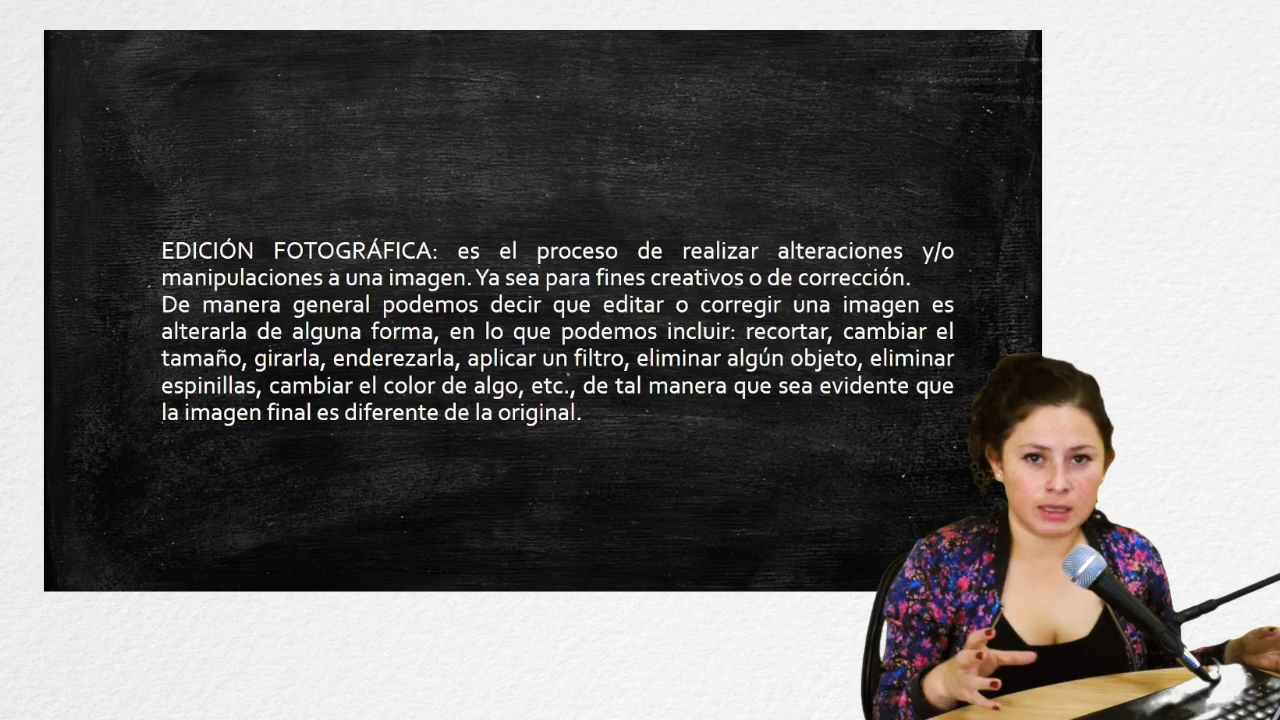 EDICIÓN FOTOGRÁFICA: es el proceso de realizar alteraciones y/o
manipulaciones a una imagen. Ya sea para fines creativos o de corrección.
De manera general podemos decir que editar o corregir una imagen es
alterarla de alguna forma, en lo que podemos incluir: recortar, cambiar el
tamaño, girarla, enderezarla, aplicar un filtro, eliminar algún objeto, eliminar
espinillas, cambiar el color de algo, etc., de tal manera que sea evidente que
la imagen final es diferente de la original.